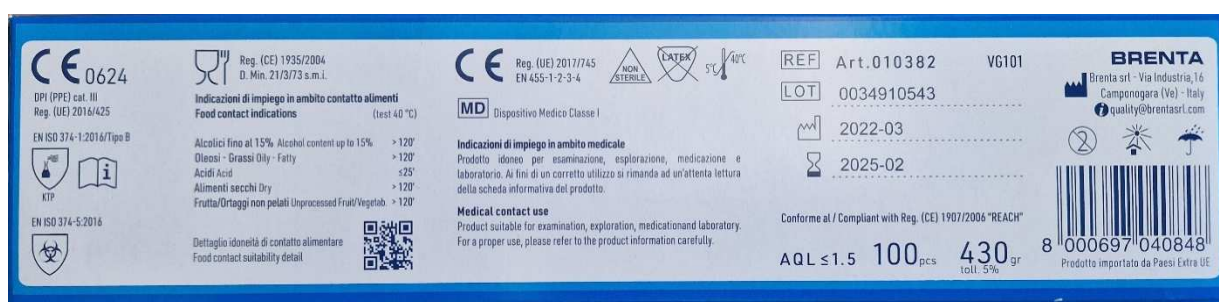 CE 0624
DPI (PPE) cat. III
Reg. (UE) 2016/425
EN ISO 374-1:2016/Tipo B
KTP
EN ISO 374-5:2016
Reg. (CE) 1935/2004
D. Min. 21/3/73 s.m.i.
Indicazioni di impiego in ambito contatto alimenti
Food contact indications (test 40 °C)
Alcolici fino al 15% Alcohol content up to 15% > 120'
Oleosi - Grassi Oily - Fatty > 120'
Acidi Acid ≤25'
Alimenti secchi Dry > 120'
Frutta/Ortaggi non pelati Unprocessed Fruit/Vegetab. > 120'
Dettaglio idoneità di contatto alimentare
Food contact suitability detail
CE Reg. (UE) 2017/745
EN 455-1-2-3-4
NON
STERILE
LATEX
5°C
40°C
MD Dispositivo Medico Classe I
Indicazioni di impiego in ambito medicale
Prodotto idoneo per esaminazione, esplorazione, medicazione e
laboratorio. Ai fini di un corretto utilizzo si rimanda ad un'attenta lettura
della scheda informativa del prodotto.
Medical contact use
Product suitable for examination, exploration, medicationand laboratory.
For a proper use, please refer to the product information carefully.
REF Art.010382 VG101
LOT 0034910543
2022-03
2025-02
Conforme al / Compliant with Reg. (CE) 1907/2006 "REACH"
AQL ≤1.5 100 pcs 430 gr
toll. 5%
BRENTA
Brenta srl - Via Industria,16
Camponogara (Ve) - Italy
quality@brentasrl.com
2
8 000697 040848
Prodotto importato da Paesi Extra UE